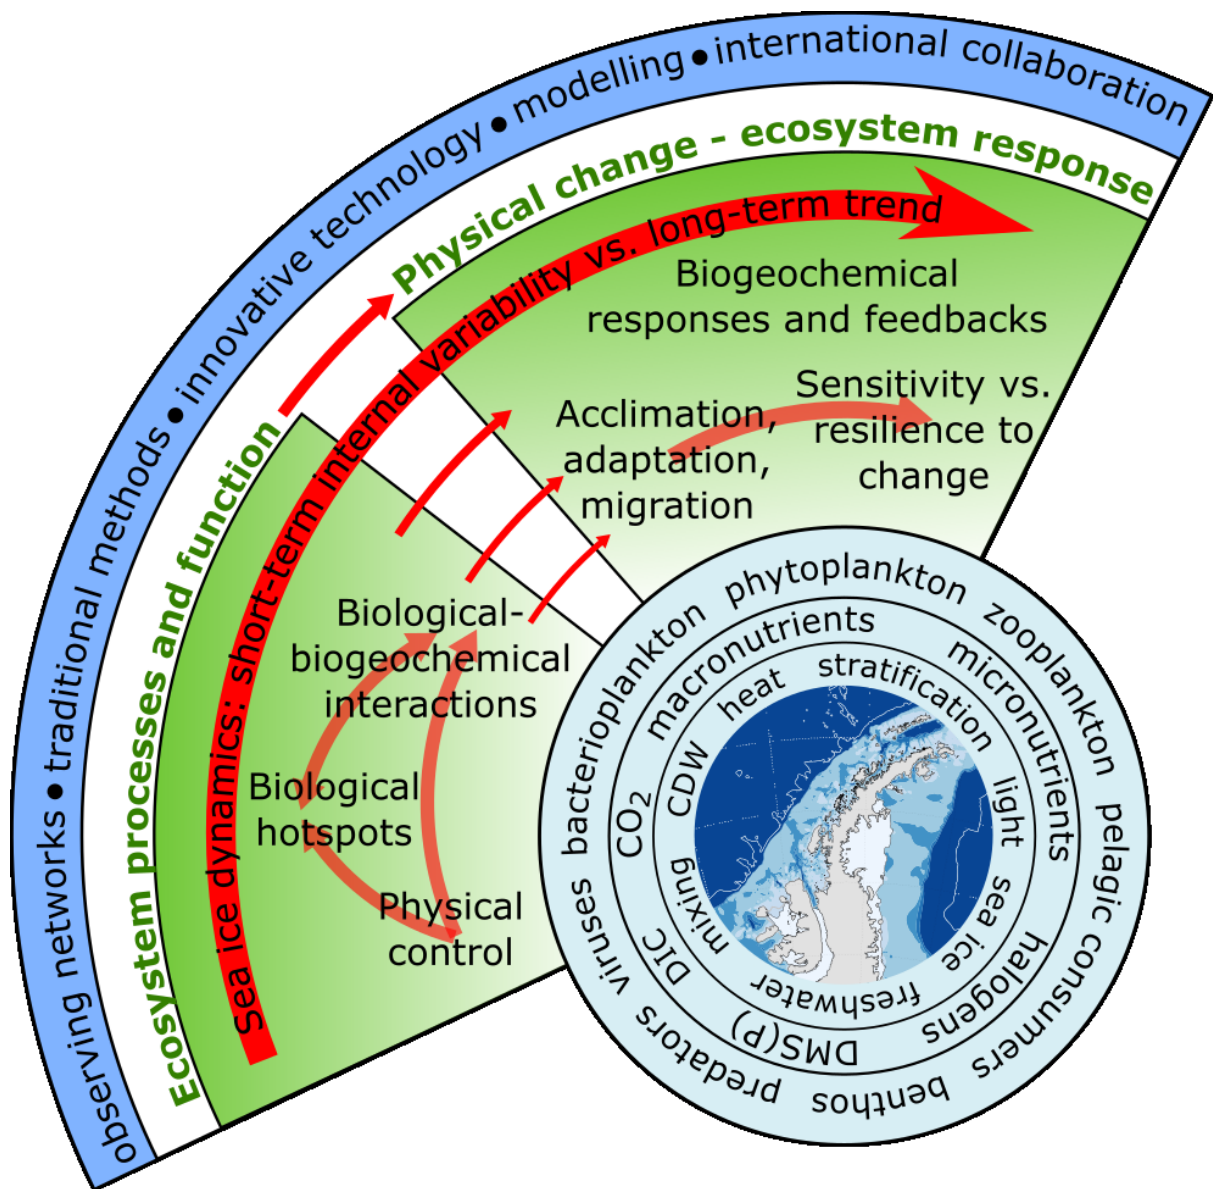 observing networks • traditional methods • innovative technology • modelling • international collaboration
Ecosystem processes and function
Physical change - ecosystem response
Sea ice dynamics: short-term internal variability vs. long-term trend
Biogeochemical
responses and feedbacks
Sensitivity vs.
resilience to
change
Acclimation,
adaptation,
migration
Biological-
biogeochemical
interactions
Biological
hotspots
Physical
control
viruses bacterioplankton phytoplankton zooplankton pelagic consumers benthos predators
DIC CO2 macronutrients micronutrients halogens DMS(P)
mixing CDW heat stratification light sea ice freshwater